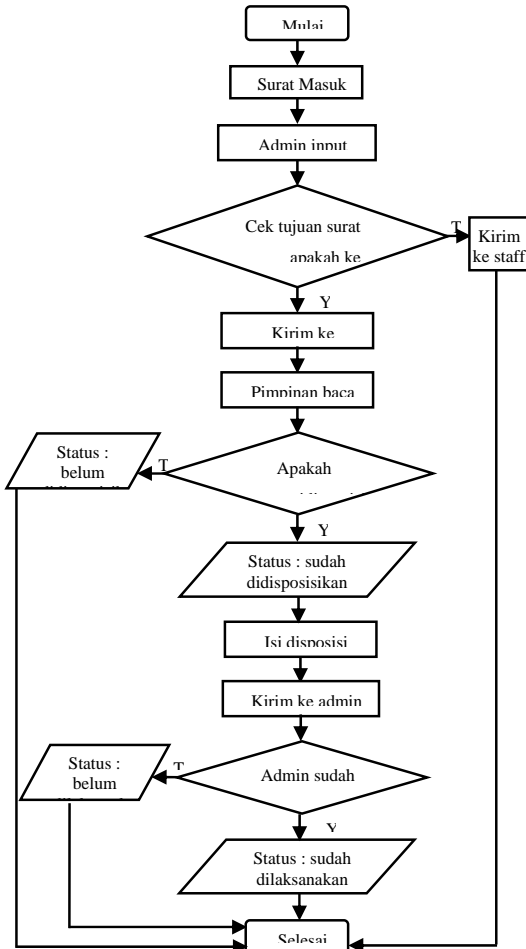 Mulai
Surat Masuk
Admin input
Cek tujuan surat
apakah ke
T
Kirim
ke staff
Y
Kirim ke
Pimpinan baca
Apakah
T
Status :
belum
Y
Status : sudah
didisposisikan
Isi disposisi
Kirim ke admin
Admin sudah
T
Status :
belum
Y
Status : sudah
dilaksanakan
Selesai